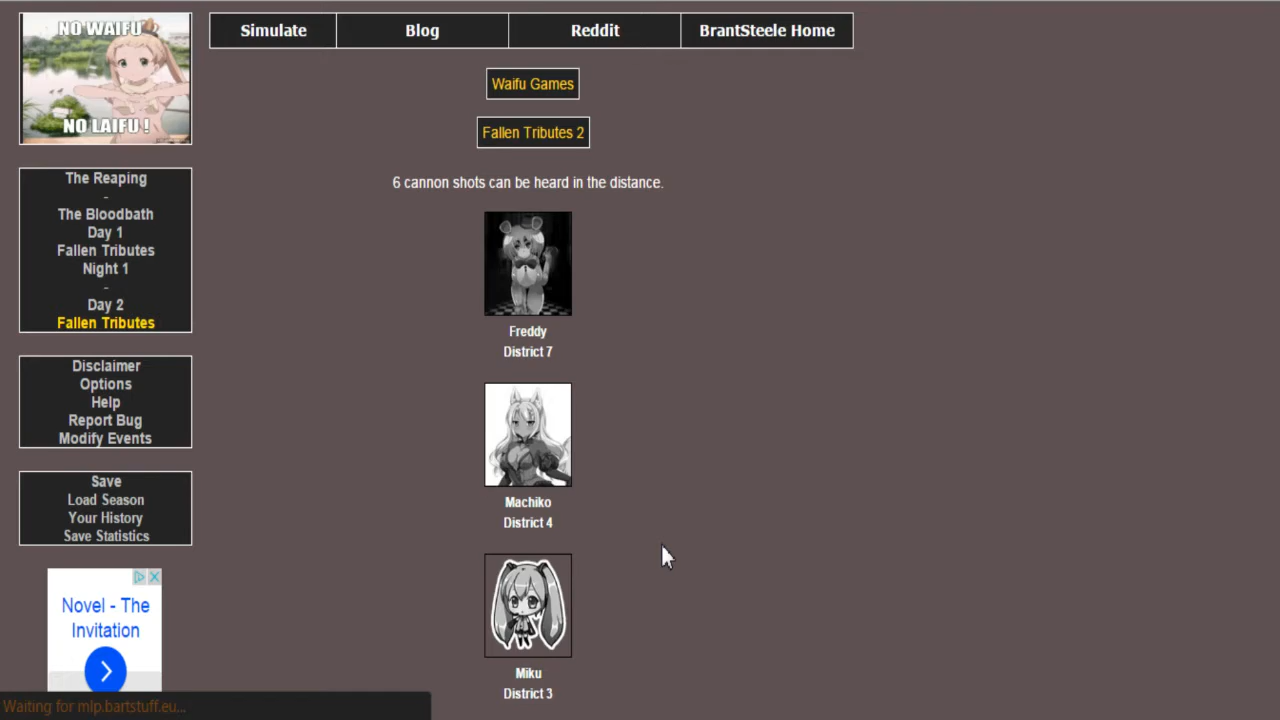 NO WAIFU
NO LAIFU !
Simulate
Blog
Reddit
BrantSteele Home
Waifu Games
Fallen Tributes 2
6 cannon shots can be heard in the distance.
Freddy
District 7
Machiko
District 4
Miku
District 3
The Reaping
-
The Bloodbath
Day 1
Fallen Tributes
Night 1
-
Day 2
Fallen Tributes
Disclaimer
Options
Help
Report Bug
Modify Events
Save
Load Season
Your History
Save Statistics
Novel - The
Invitation
Waiting for mlp.bartstuff.eu...